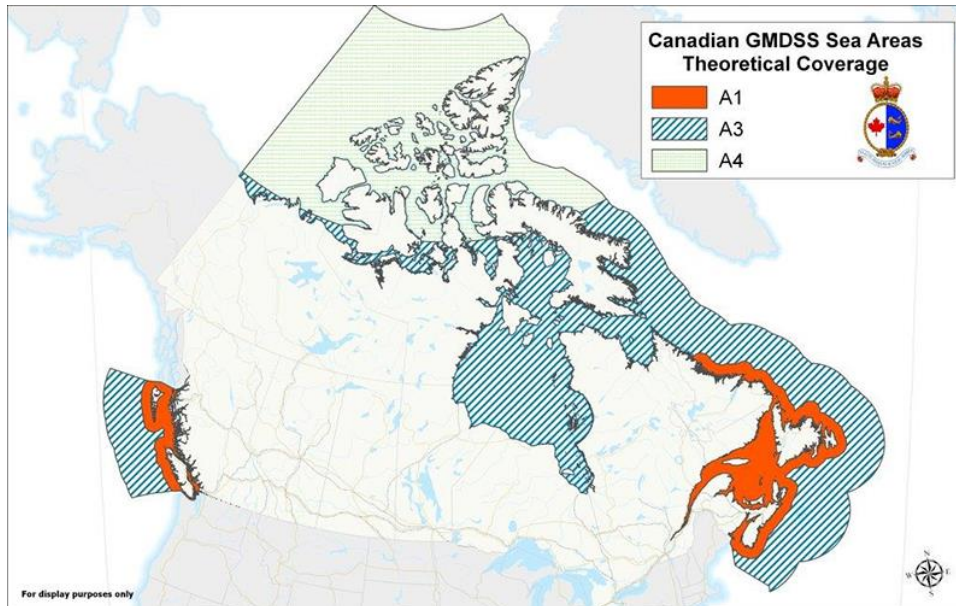 Canadian GMDSS Sea Areas
Theoretical Coverage
A1
A3
A4
For display purposes only
N
W E
S